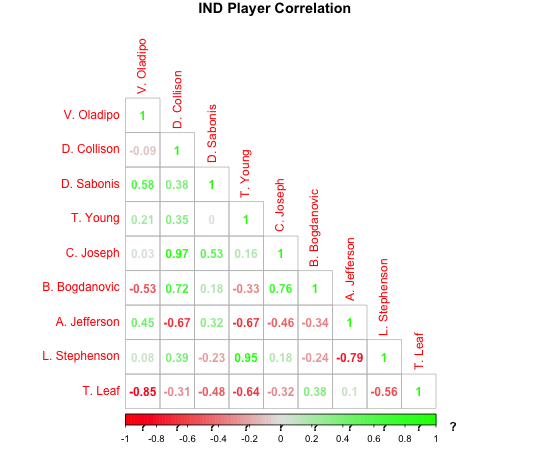 IND Player Correlation
V. Oladipo
D. Collison
D. Sabonis
T. Young
C. Joseph
B. Bogdanovic
A. Jefferson
L. Stephenson
T. Leaf
V. Oladipo 1
D. Collison -0.09 1
D. Sabonis 0.58 0.38 1
T. Young 0.21 0.35 0 1
C. Joseph 0.03 0.97 0.53 0.16 1
B. Bogdanovic -0.53 0.72 0.18 -0.33 0.76 1
A. Jefferson 0.45 -0.67 0.32 -0.67 -0.46 -0.34 1
L. Stephenson 0.08 0.39 -0.23 0.95 0.18 -0.24 -0.79 1
T. Leaf -0.85 -0.31 -0.48 -0.64 -0.32 0.38 0.1 -0.56 1
? ? ? ? ? ? ? ? ? ?
-1 -0.8 -0.6 -0.4 -0.2 0 0.2 0.4 0.6 0.8 1